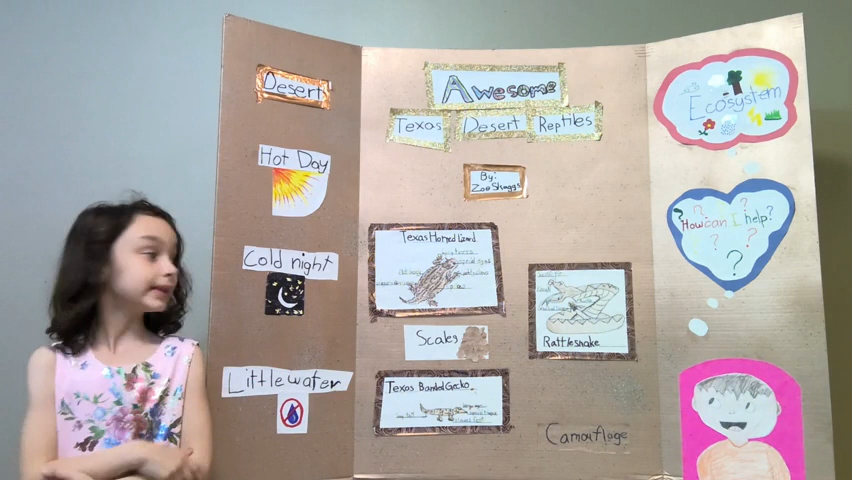 Desert
Hot Day
Cold night
Little water
Awesome
Texas Desert Reptiles
By:
Zoe Skaggs
Texas Horned Lizard
Scales
Texas Banded Gecko
Rattlesnake
Camouflage
Ecosystem
How can I help?